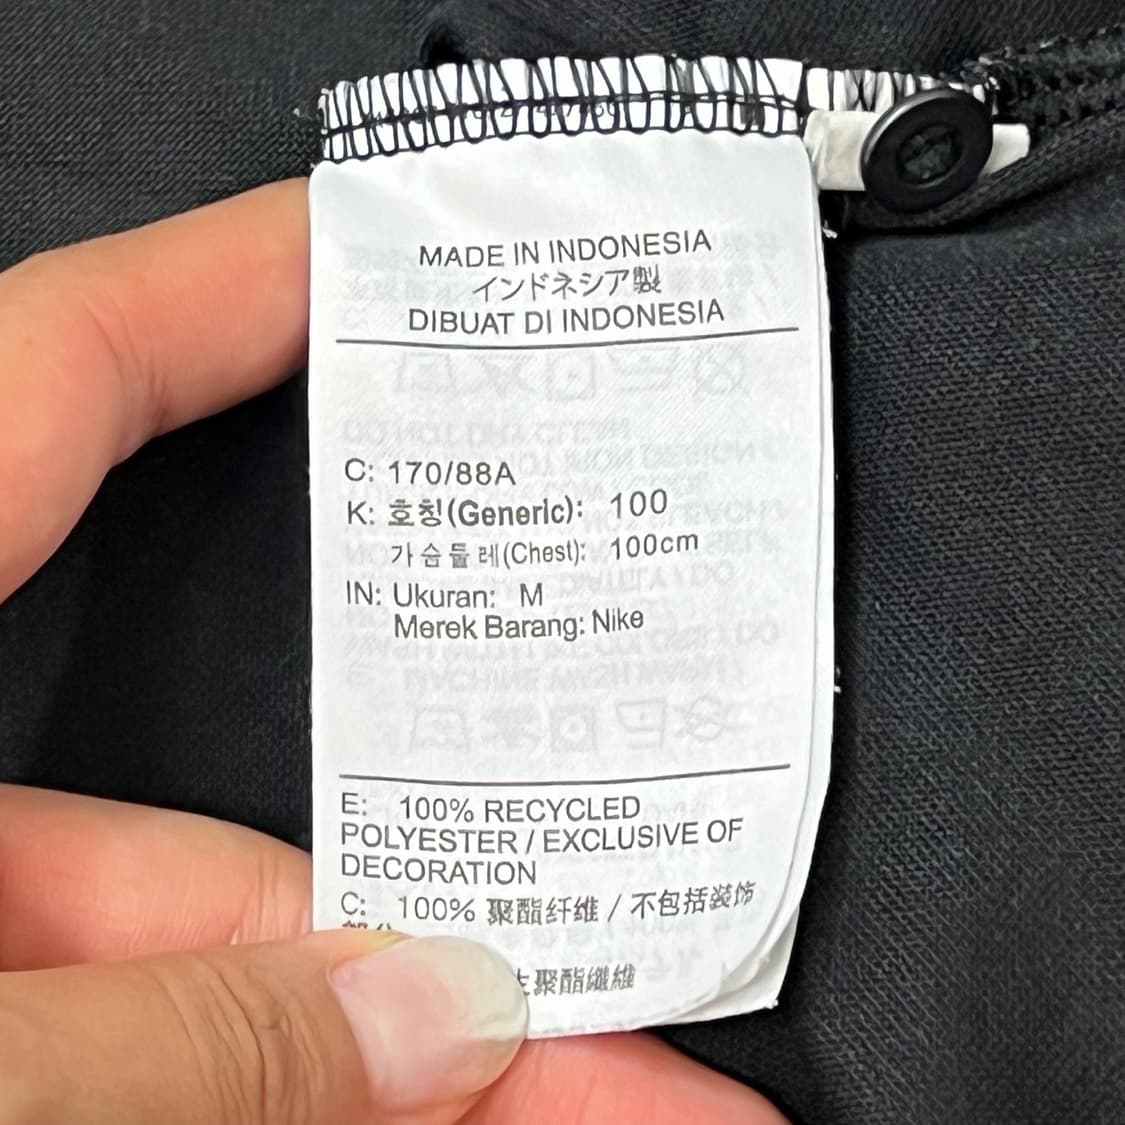 MADE IN INDONESIA
インドネシア製
DIBUAT DI INDONESIA
C: 170/88A
K: 호칭(Generic): 100
가슴둘레(Chest): 100cm
IN: Ukuran: M
Merek Barang: Nike
E: 100% RECYCLED
POLYESTER / EXCLUSIVE OF
DECORATION
C: 100% 聚酯纤维 / 不包括装饰
聚酯纖維